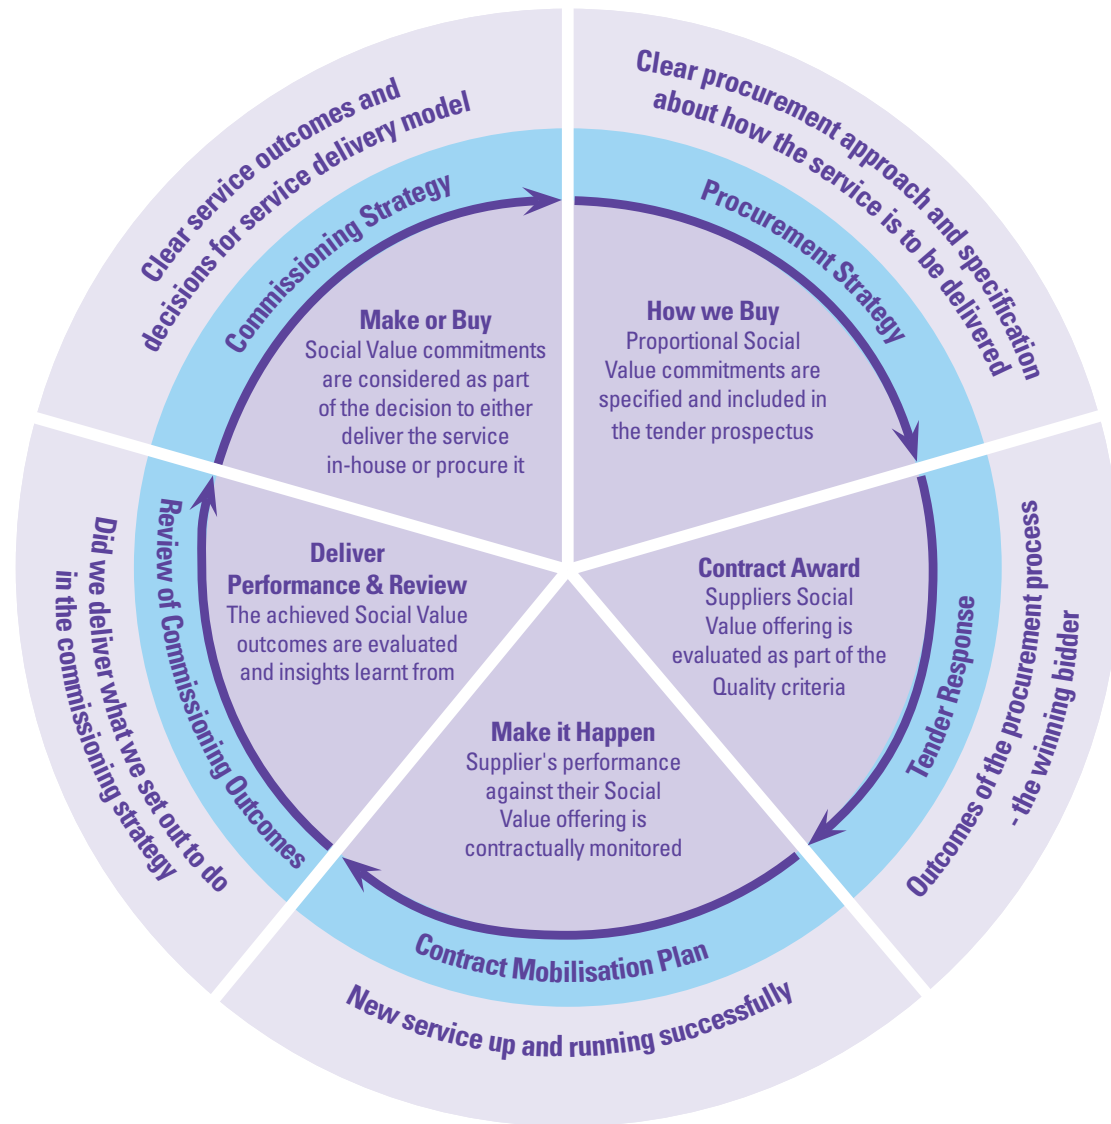 Clear service outcomes and
decisions for service delivery model
Commissioning Strategy
Make or Buy
Social Value commitments
are considered as part
of the decision to either
deliver the service
in-house or procure it
Clear procurement approach and specification
about how the service is to be delivered
Procurement Strategy
How we Buy
Proportional Social
Value commitments are
specified and included in
the tender prospectus
Outcomes of the procurement process
- the winning bidder
Tender Response
Contract Award
Suppliers Social
Value offering is
evaluated as part of the
Quality criteria
Make it Happen
Supplier's performance
against their Social
Value offering is
contractually monitored
Contract Mobilisation Plan
New service up and running successfully
Did we deliver what we set out to do
in the commissioning strategy
Review of Commissioning Outcomes
Deliver
Performance & Review
The achieved Social Value
outcomes are evaluated
and insights learnt from